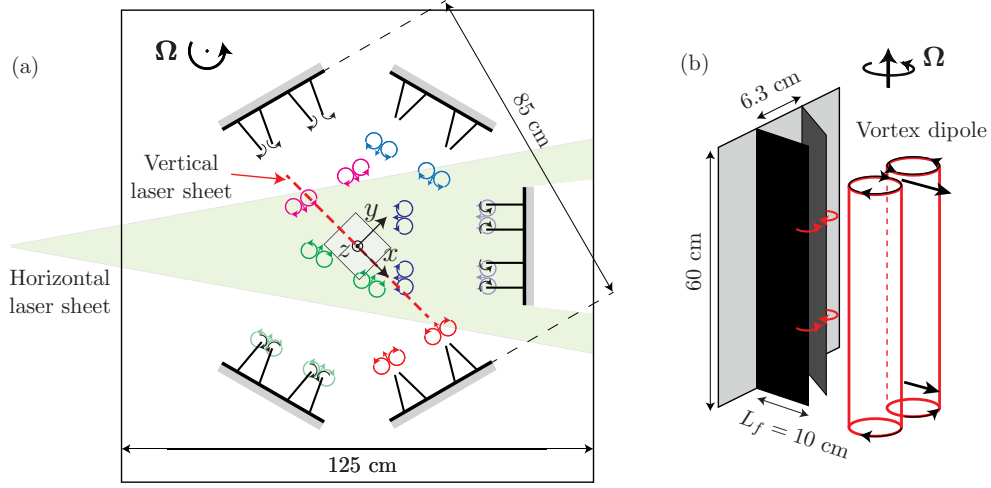 (a)
Ω
85 cm
Vertical
laser sheet
y
z
x
Horizontal
laser sheet
125 cm
(b)
6.3 cm
Ω
Vortex dipole
60 cm
L_f = 10 cm